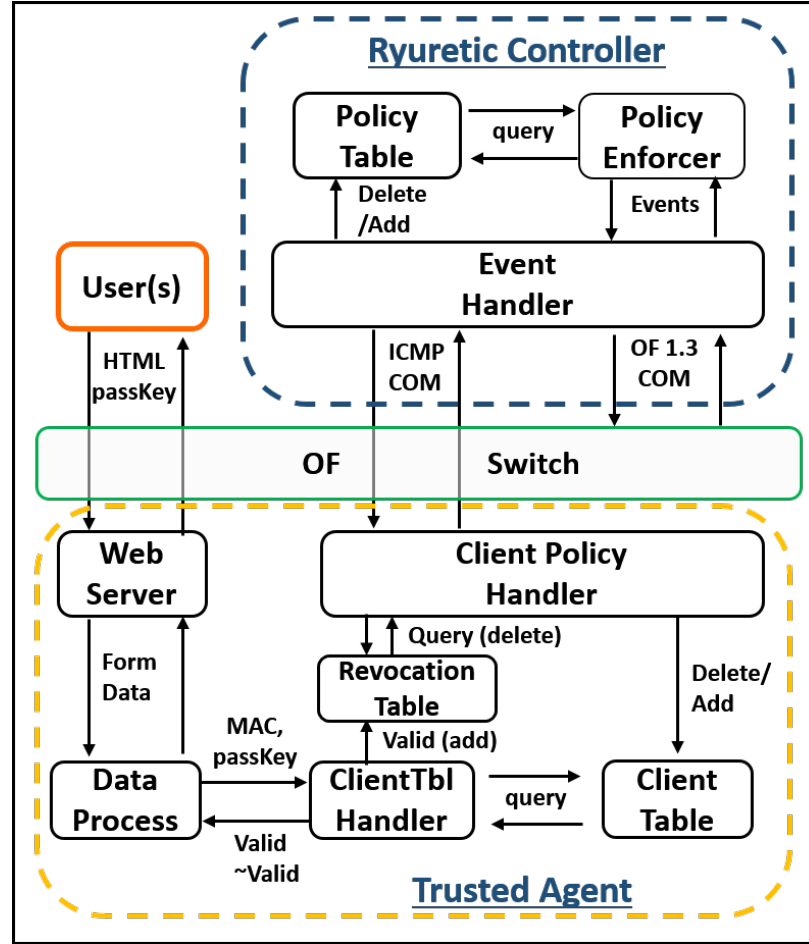 Ryuretic Controller
Policy
Table
query
Policy
Enforcer
Delete
/Add
Events
Event
Handler
User(s)
HTML
passKey
ICMP
COM
OF 1.3
COM
OF Switch
Web
Server
Client Policy
Handler
Form
Data
Query (delete)
Revocation
Table
Delete/
Add
MAC,
passKey
Valid (add)
Data
Process
ClientTbl
Handler
query
Client
Table
Valid
~Valid
Trusted Agent